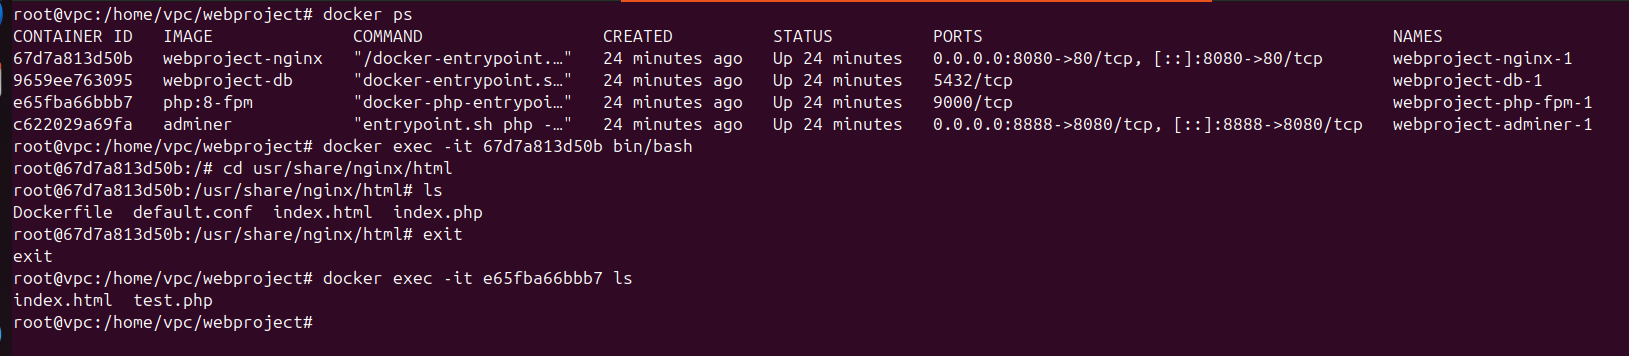 root@vpc:/home/vpc/webproject# docker ps
CONTAINER ID   IMAGE              COMMAND                  CREATED          STATUS          PORTS                                         NAMES
67d7a813d50b   webproject-nginx   "/docker-entrypoint.…"   24 minutes ago   Up 24 minutes   0.0.0.0:8080->80/tcp, [::]:8080->80/tcp       webproject-nginx-1
9659ee763095   webproject-db      "docker-entrypoint.s…"   24 minutes ago   Up 24 minutes   5432/tcp                                      webproject-db-1
e65fba66bbb7   php:8-fpm          "docker-php-entrypoi…"   24 minutes ago   Up 24 minutes   9000/tcp                                      webproject-php-fpm-1
c622029a69fa   adminer            "entrypoint.sh php -…"   24 minutes ago   Up 24 minutes   0.0.0.0:8888->8080/tcp, [::]:8888->8080/tcp   webproject-adminer-1
root@vpc:/home/vpc/webproject# docker exec -it 67d7a813d50b bin/bash
root@67d7a813d50b:/# cd usr/share/nginx/html
root@67d7a813d50b:/usr/share/nginx/html# ls
Dockerfile  default.conf  index.html  index.php
root@67d7a813d50b:/usr/share/nginx/html# exit
exit
root@vpc:/home/vpc/webproject# docker exec -it e65fba66bbb7 ls
index.html  test.php
root@vpc:/home/vpc/webproject#